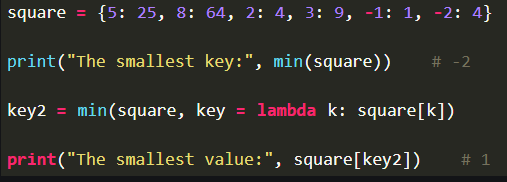 square = {5: 25, 8: 64, 2: 4, 3: 9, -1: 1, -2: 4}
print("The smallest key:", min(square))    # -2
key2 = min(square, key = lambda k: square[k])
print("The smallest value:", square[key2])    # 1